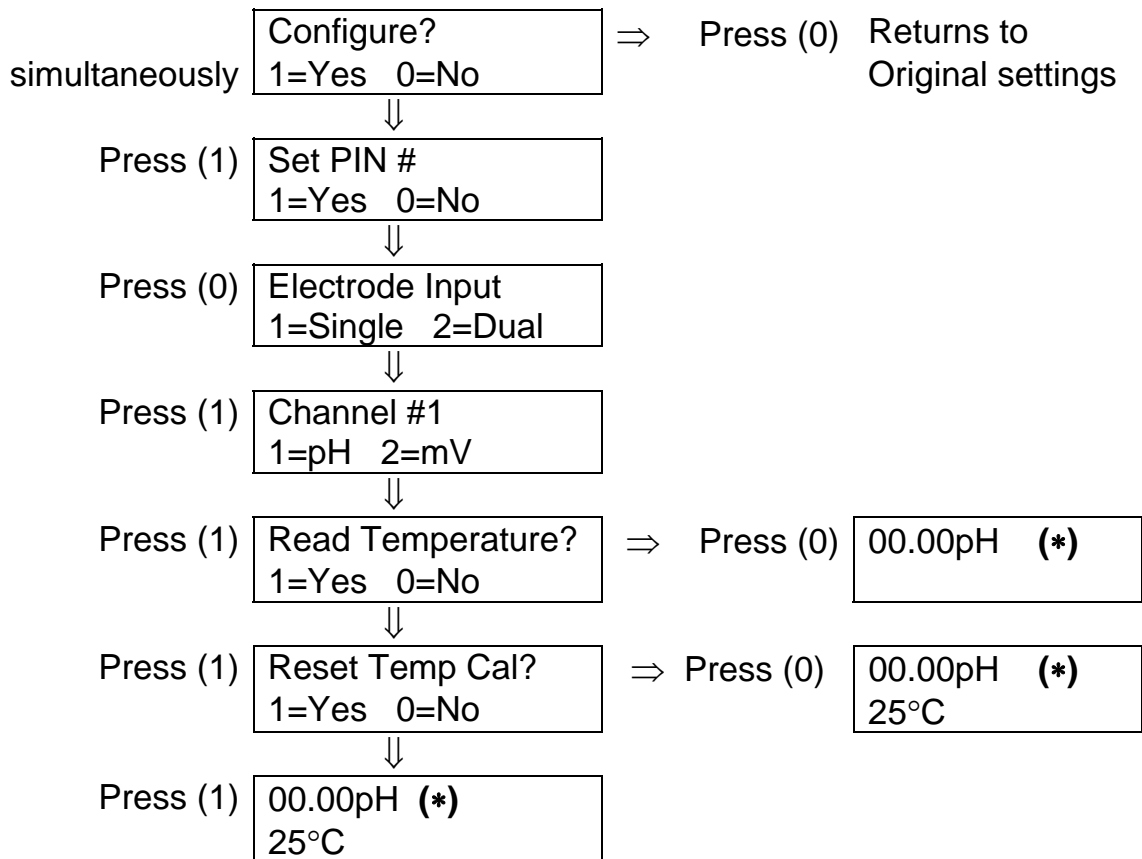 Configure? ⇒ Press (0) Returns to
simultaneously 1=Yes 0=No Original settings
⇓
Press (1) Set PIN #
1=Yes 0=No
⇓
Press (0) Electrode Input
1=Single 2=Dual
⇓
Press (1) Channel #1
1=pH 2=mV
⇓
Press (1) Read Temperature? ⇒ Press (0) 00.00pH (*)
1=Yes 0=No
⇓
Press (1) Reset Temp Cal? ⇒ Press (0) 00.00pH (*)
1=Yes 0=No 25°C
⇓
Press (1) 00.00pH (*)
25°C